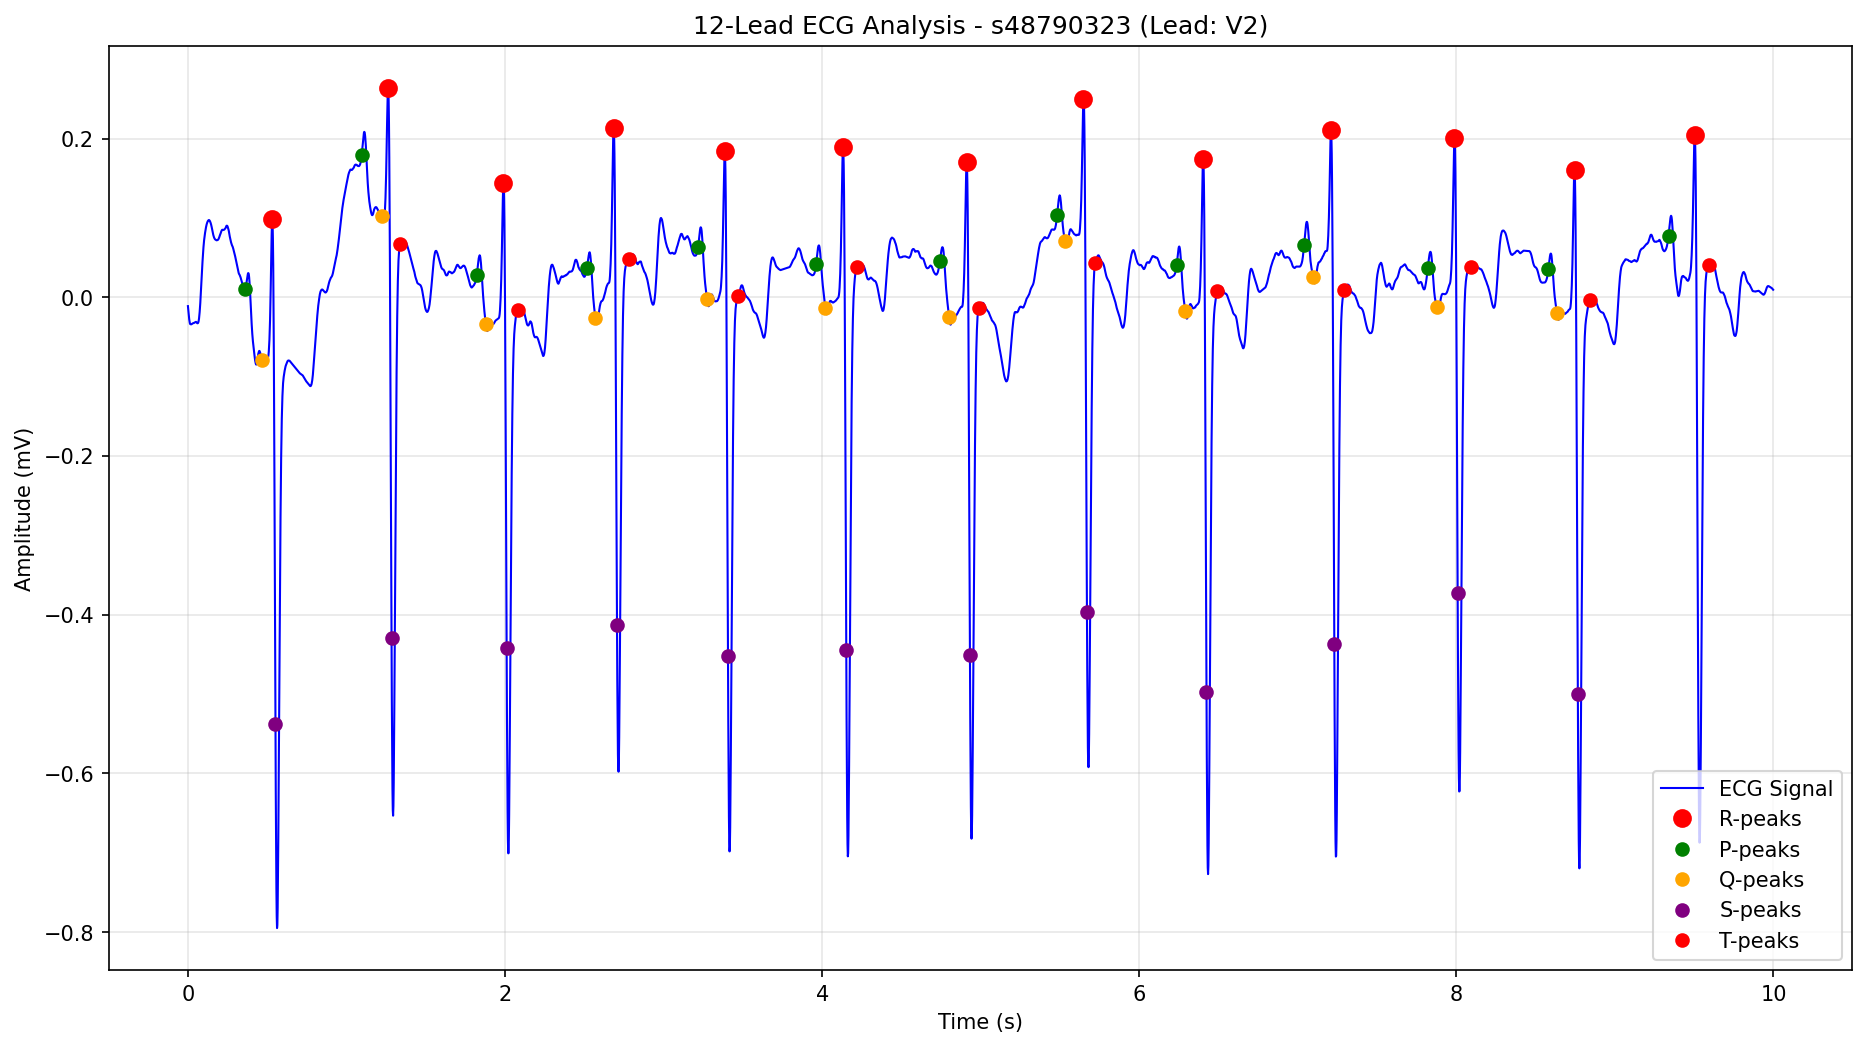 12-Lead ECG Analysis - s48790323 (Lead: V2)
Amplitude (mV)
0.2
0.0
−0.2
−0.4
−0.6
−0.8
ECG Signal
R-peaks
P-peaks
Q-peaks
S-peaks
T-peaks
0 2 4 6 8 10
Time (s)